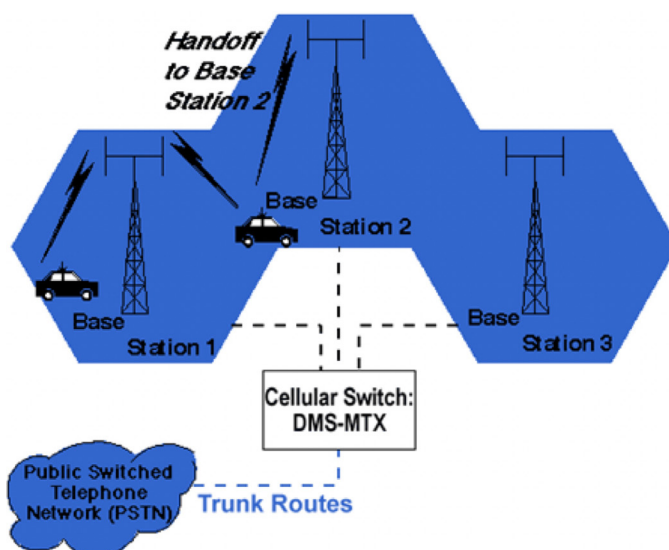 Handoff
to Base
Station 2
Base
Station 2
Base
Station 1
Base
Station 3
Cellular Switch:
DMS-MTX
Public Switched
Telephone
Network (PSTN)
Trunk Routes